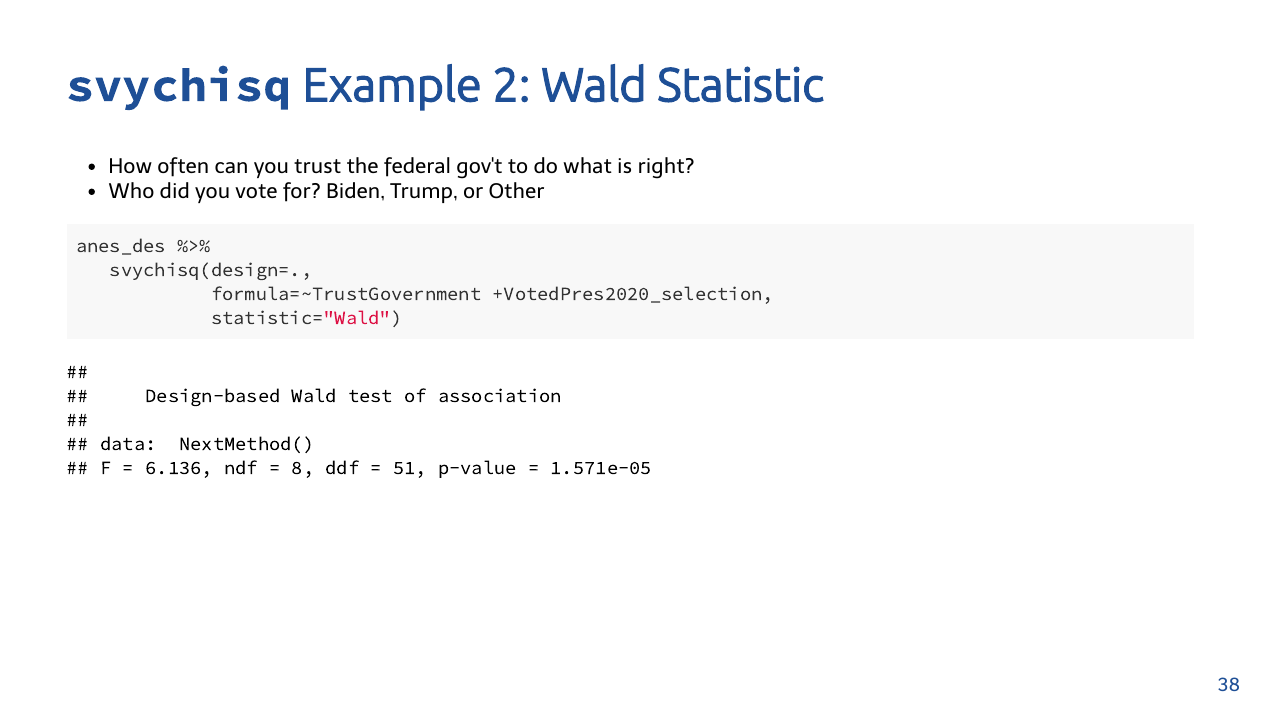 svychisq Example 2: Wald Statistic
• How often can you trust the federal gov't to do what is right?
• Who did you vote for? Biden, Trump, or Other
anes_des %>%
   svychisq(design=.,
            formula=~TrustGovernment +VotedPres2020_selection,
            statistic="Wald")
##
##     Design-based Wald test of association
##
## data:  NextMethod()
## F = 6.136, ndf = 8, ddf = 51, p-value = 1.571e-05
38